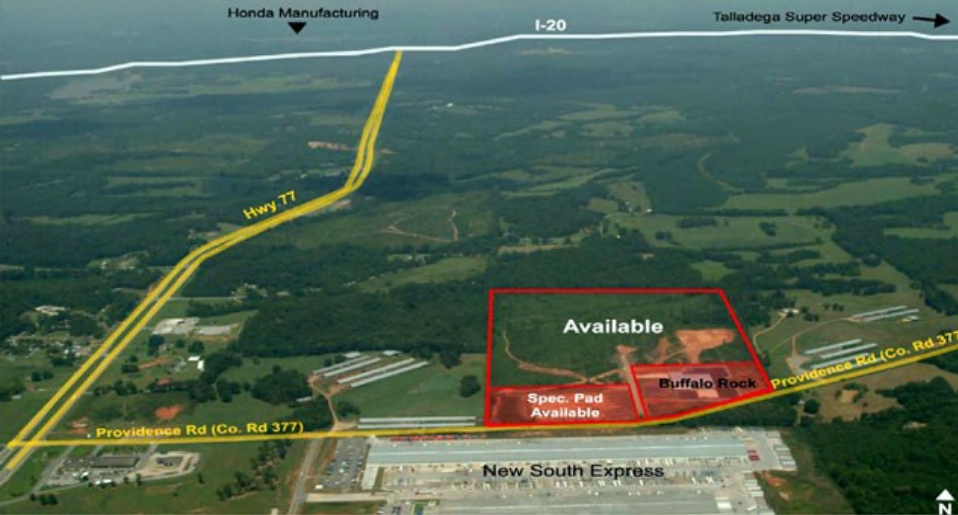 Honda Manufacturing
Talladega Super Speedway
I-20
Hwy 77
Available
Providence Rd (Co. Rd 377)
Buffalo Rock
Spec. Pad
Available
Providence Rd (Co. Rd 377)
New South Express
N